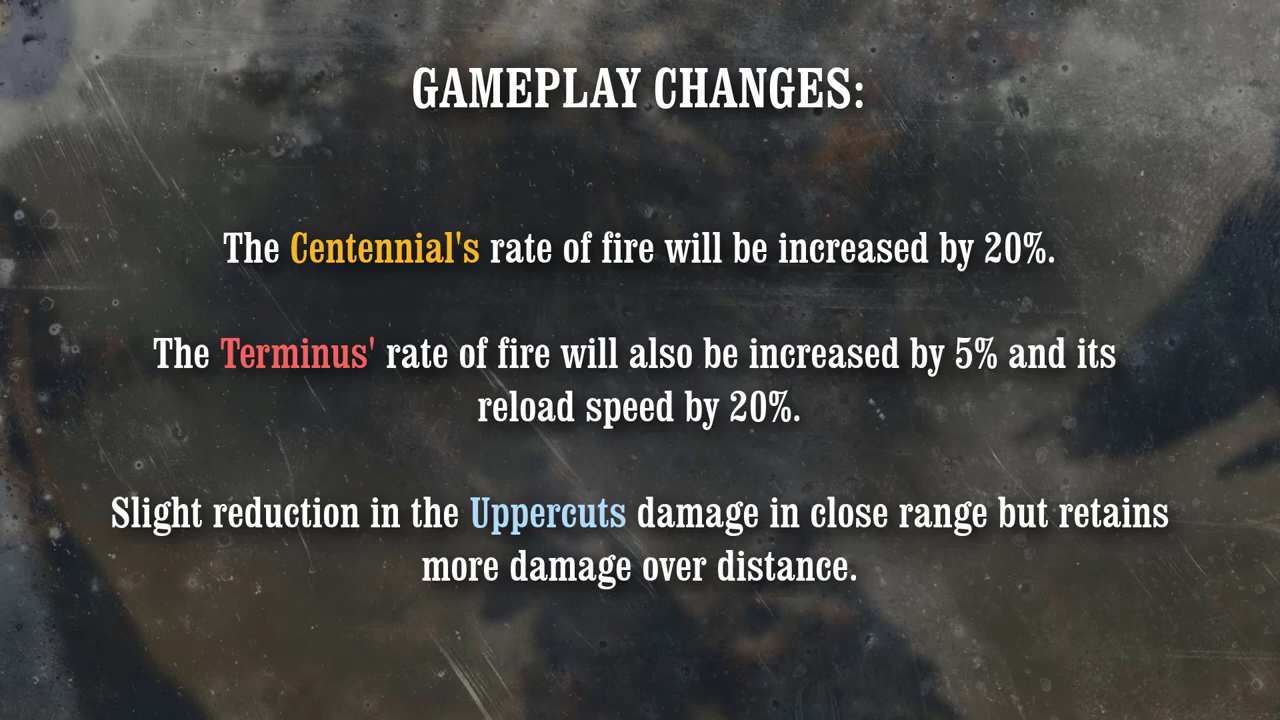 GAMEPLAY CHANGES:
The Centennial's rate of fire will be increased by 20%.
The Terminus' rate of fire will also be increased by 5% and its
reload speed by 20%.
Slight reduction in the Uppercuts damage in close range but retains
more damage over distance.